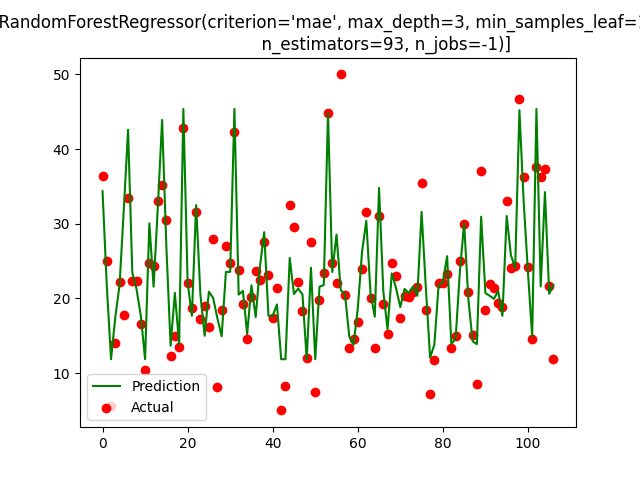 RandomForestRegressor(criterion='mae', max_depth=3, min_samples_leaf=
n_estimators=93, n_jobs=-1)]
50
40
30
20
10
0 20 40 60 80 100
Prediction
Actual